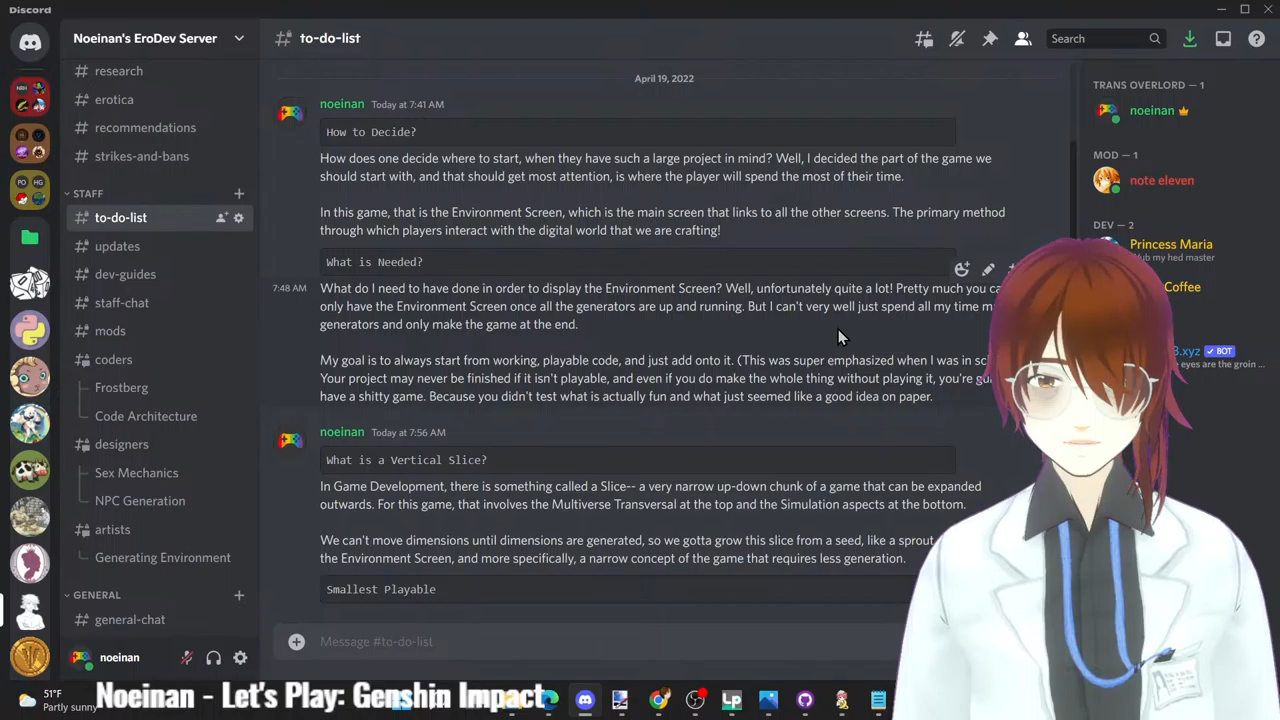 Discord
Noeinan's EroDev Server
to-do-list
Search
research
erotica
recommendations
strikes-and-bans
STAFF
to-do-list
updates
dev-guides
staff-chat
mods
coders
Frostberg
Code Architecture
designers
Sex Mechanics
NPC Generation
artists
Generating Environment
GENERAL
general-chat
noeinan
April 19, 2022
noeinan Today at 7:41 AM
How to Decide?
How does one decide where to start, when they have such a large project in mind? Well, I decided the part of the game we
should start with, and that should get most attention, is where the player will spend the most of their time.
In this game, that is the Environment Screen, which is the main screen that links to all the other screens. The primary method
through which players interact with the digital world that we are crafting!
What is Needed?
7:48 AM What do I need to have done in order to display the Environment Screen? Well, unfortunately quite a lot! Pretty much you
only have the Environment Screen once all the generators are up and running. But I can't very well just spend all my time
generators and only make the game at the end.
My goal is to always start from working, playable code, and just add onto it. (This was super emphasized when I was in
Your project may never be finished if it isn't playable, and even if you do make the whole thing without playing it, you're
have a shitty game. Because you didn't test what is actually fun and what just seemed like a good idea on paper.
noeinan Today at 7:56 AM
What is a Vertical Slice?
In Game Development, there is something called a Slice-- a very narrow up-down chunk of a game that can be expanded
outwards. For this game, that involves the Multiverse Transversal at the top and the Simulation aspects at the bottom.
We can't move dimensions until dimensions are generated, so we gotta grow this slice from a seed, like a sprout
the Environment Screen, and more specifically, a narrow concept of the game that requires less generation.
Smallest Playable
Message #to-do-list
TRANS OVERLORD — 1
noeinan
MOD — 1
note eleven
DEV — 2
Princess Maria
my hed master
Coffee
.xyz BOT
eyes are the groin ...
51°F
Partly sunny
Noeinan - Let's Play: Genshin Impact